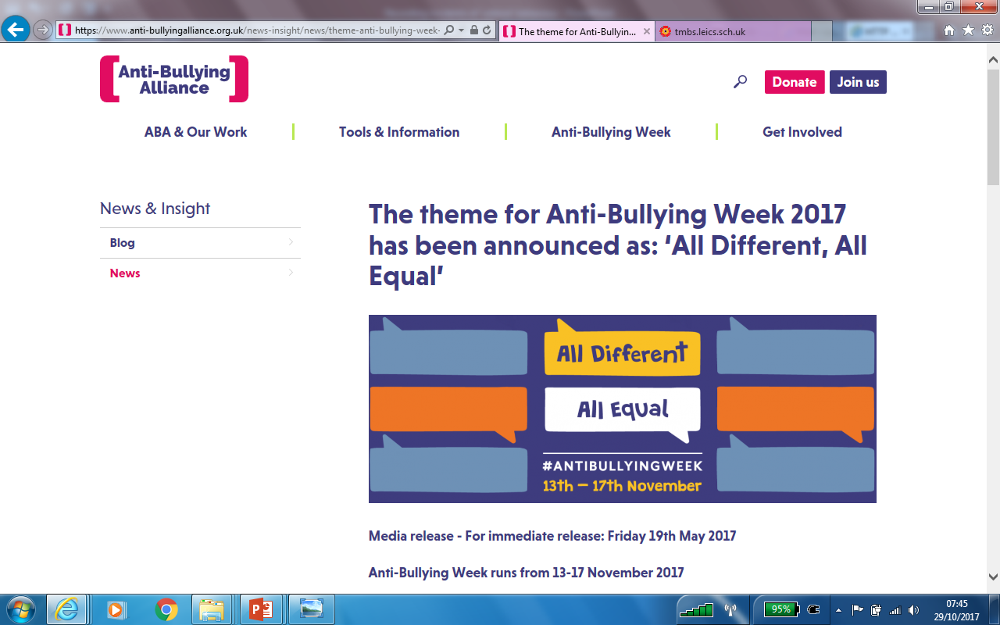 https://www.anti-bullyingalliance.org.uk/news-insight/news/theme-anti-bullying-week-
The theme for Anti-Bullyin...
tmbs.leics.sch.uk
Anti-Bullying
Alliance
Donate
Join us
ABA & Our Work
Tools & Information
Anti-Bullying Week
Get Involved
News & Insight
Blog
News
The theme for Anti-Bullying Week 2017
has been announced as: ‘All Different, All
Equal’
All Different
All Equal
#ANTIBULLYINGWEEK
13th – 17th November
Media release - For immediate release: Friday 19th May 2017
Anti-Bullying Week runs from 13-17 November 2017
95%
07:45
29/10/2017